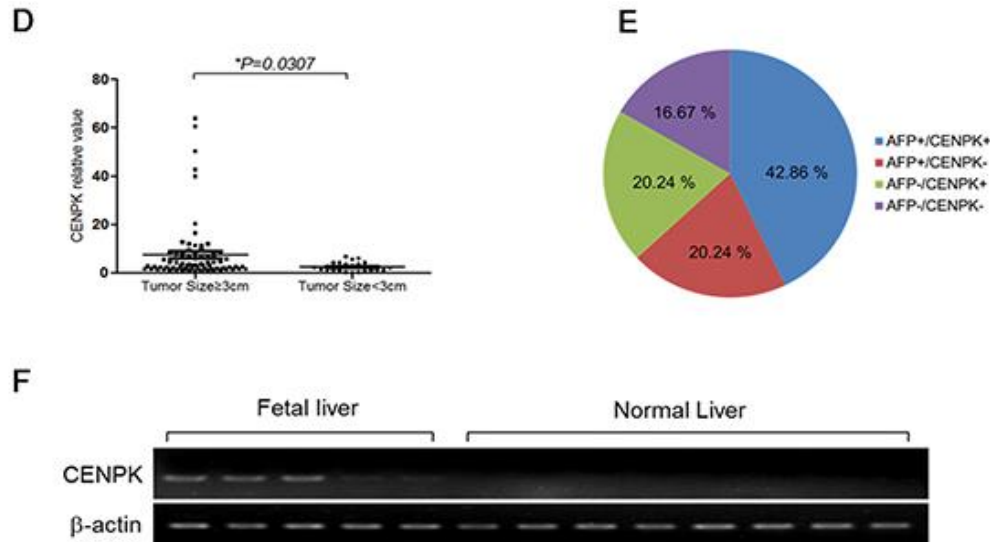 D
*P=0.0307
CENPK relative value
80
60
40
20
0
Tumor Size≥3cm
Tumor Size<3cm
E
16.67 %
42.86 %
20.24 %
20.24 %
AFP+/CENPK+
AFP+/CENPK-
AFP-/CENPK+
AFP-/CENPK-
F
Fetal liver
Normal Liver
CENPK
β-actin